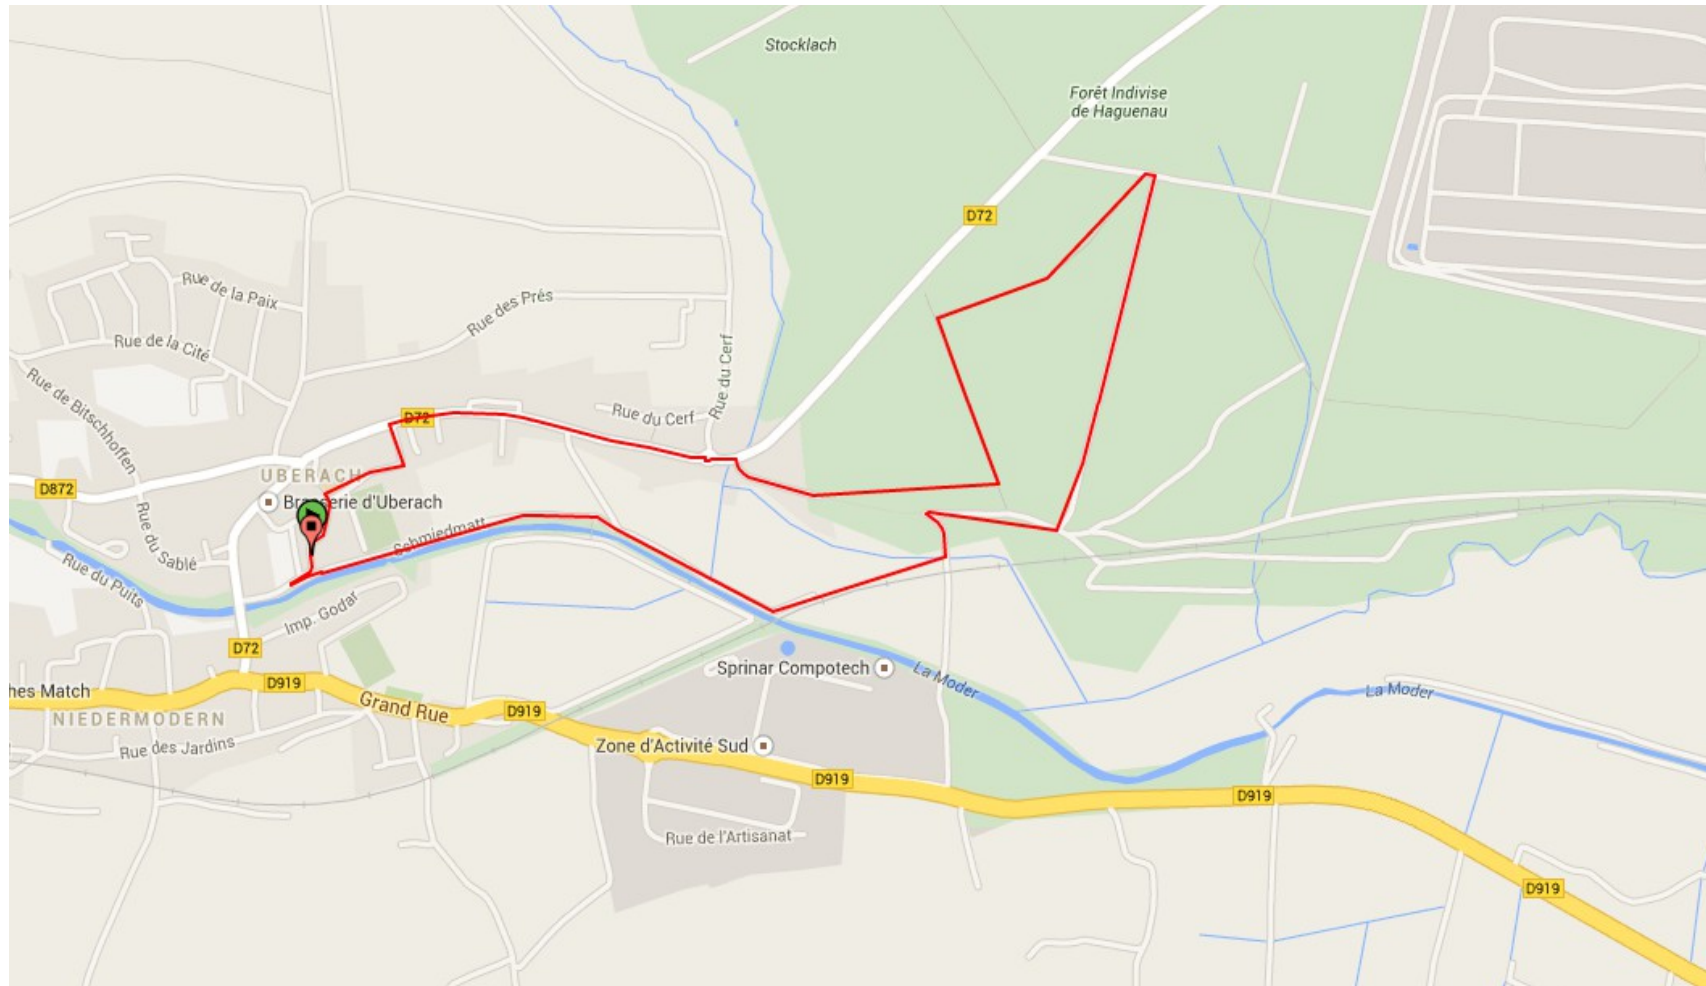 Stocklach
Forêt Indivise
de Haguenau
D72
Rue de la Paix
Rue des Prés
Rue de la Cité
Rue du Cerf
Rue de Bitschhoffen
Rue du Cerf
D72
UBERACH
D872
Brasserie d'Uberach
Rue du Sablé
Schmiedmatt
Rue du Puits
Imp. Godar
D72
Sprinar Compotech
La Moder
La Moder
D919
hes Match
Grand Rue
D919
NIEDERMODERN
Rue des Jardins
Zone d'Activité Sud
D919
D919
Rue de l'Artisanat
D919